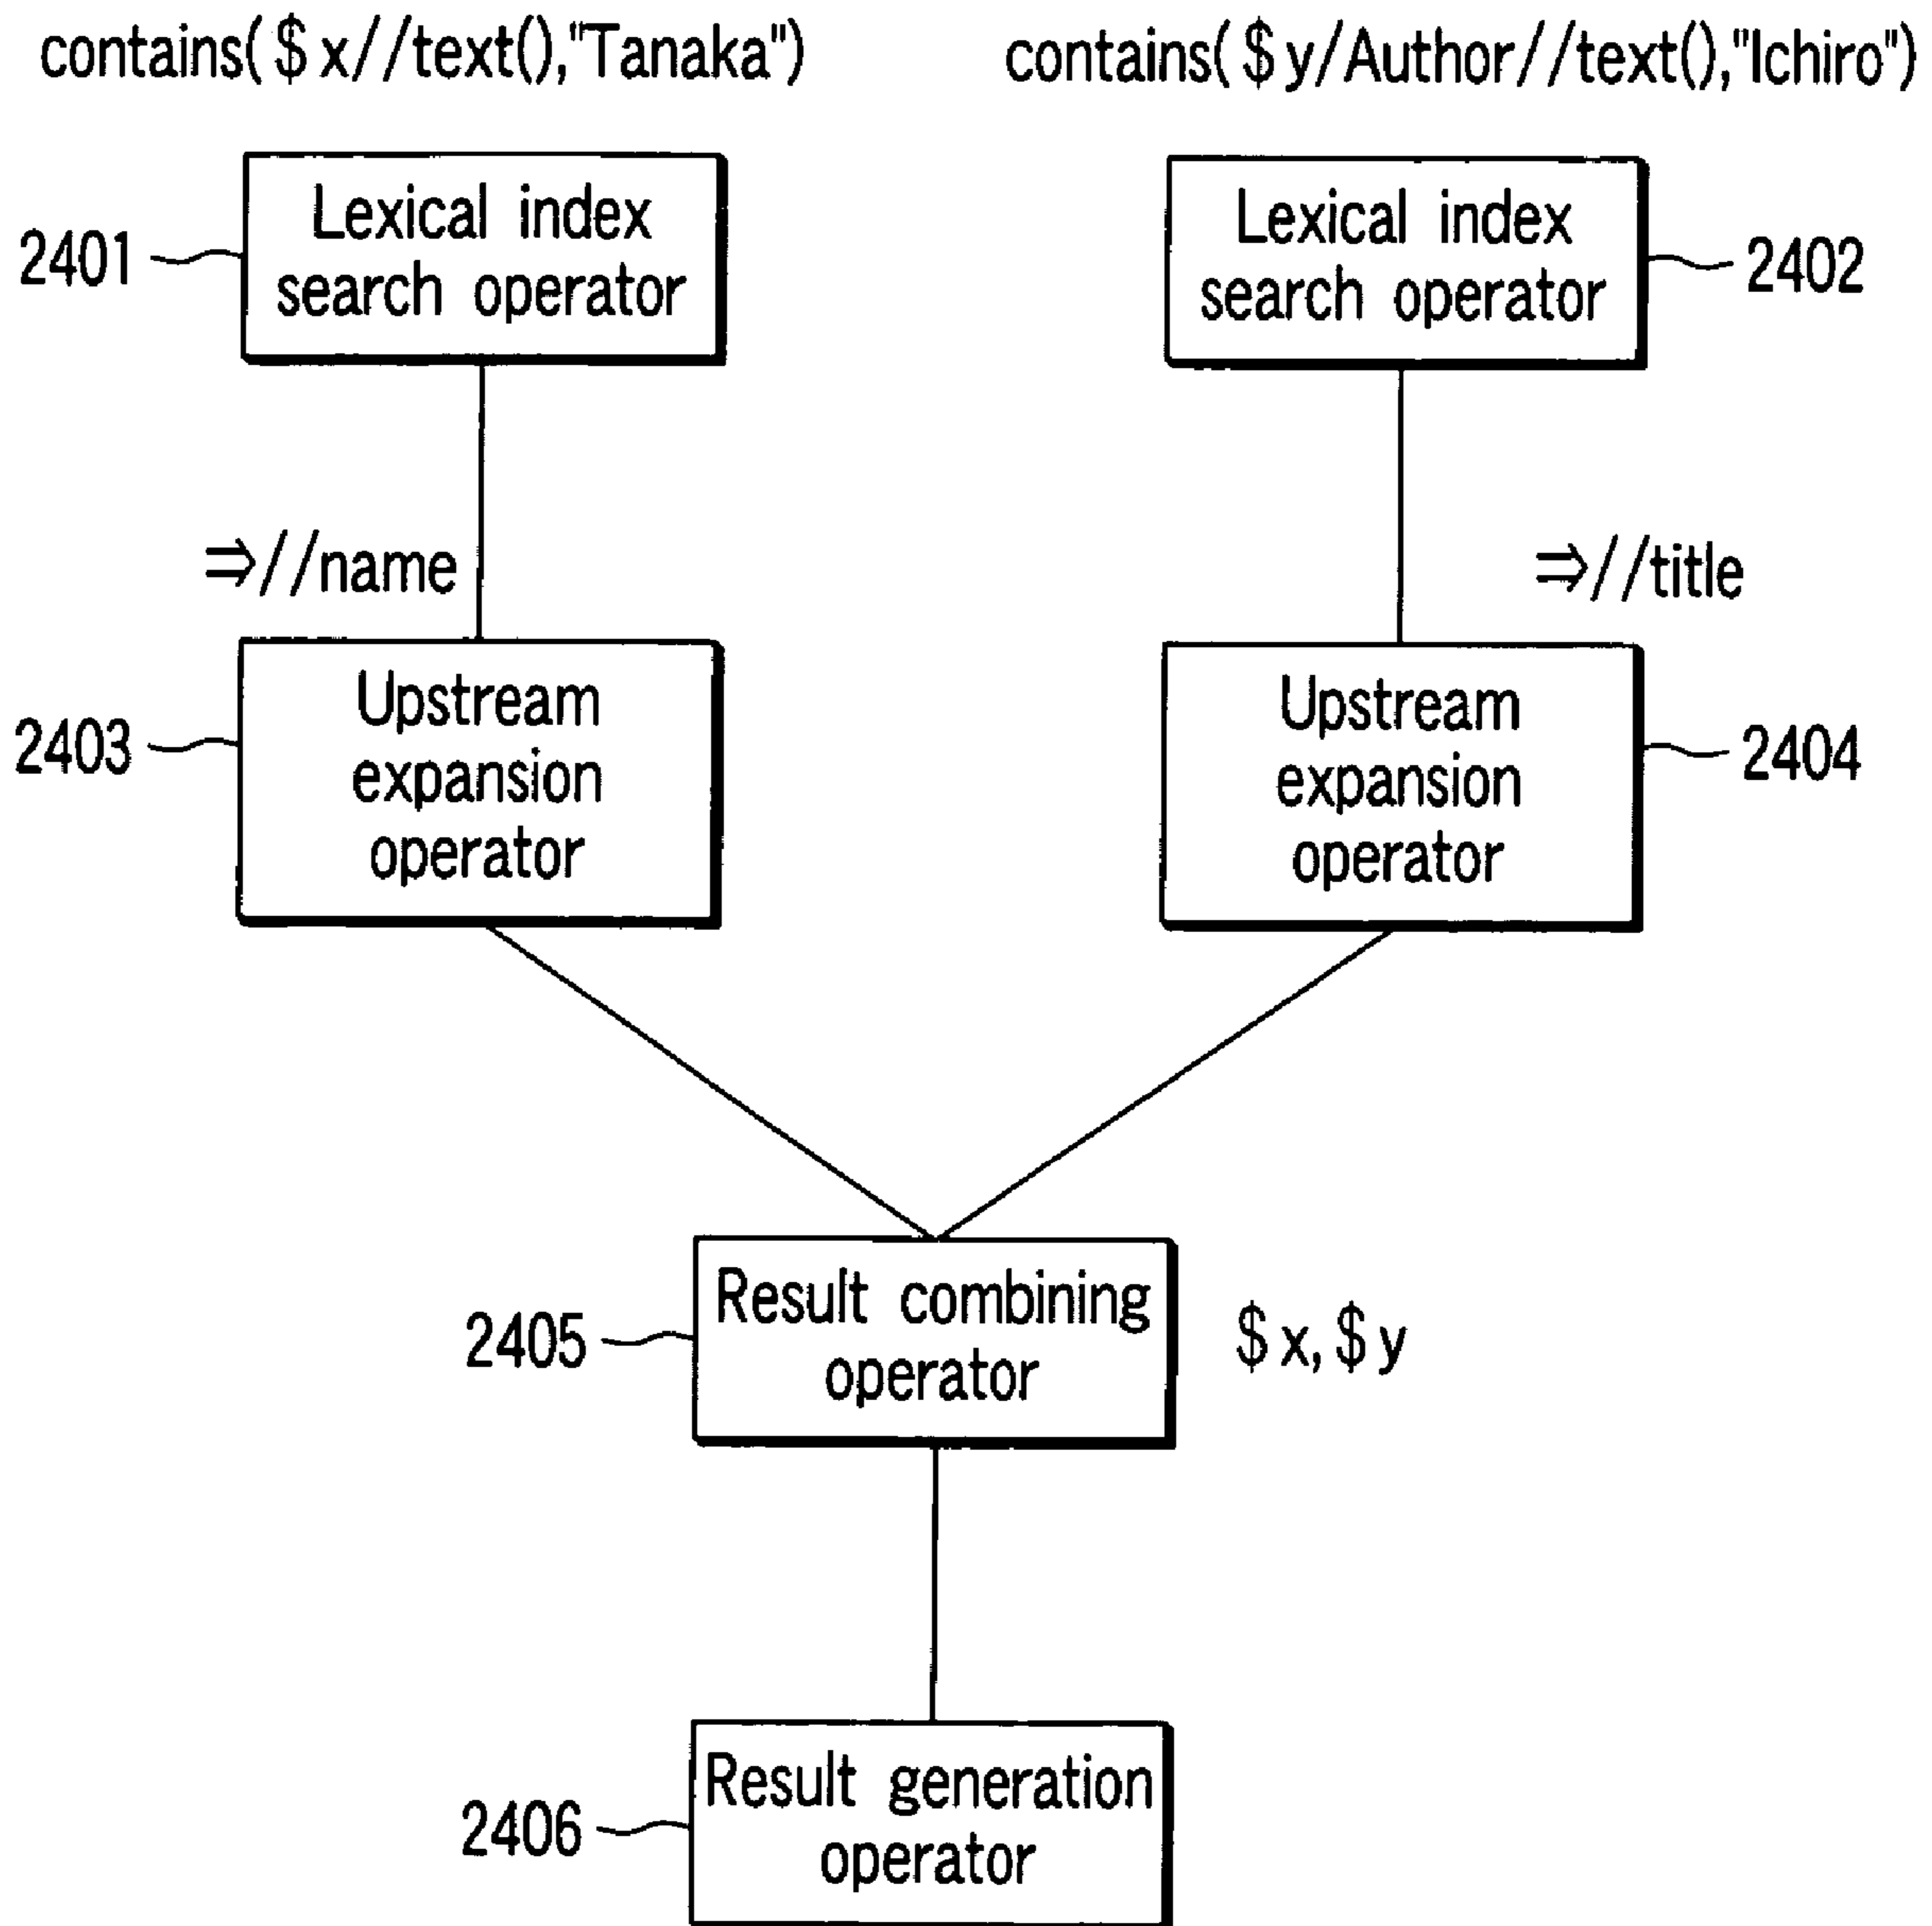 contains($x//text(),"Tanaka")
contains($y/Author//text(),"Ichiro")
2401
Lexical index
search operator
Lexical index
search operator
2402
⇒//name
⇒//title
2403
Upstream
expansion
operator
Upstream
expansion
operator
2404
2405
Result combining
operator
$x,$y
2406
Result generation
operator